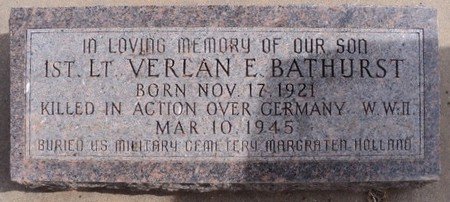 IN LOVING MEMORY OF OUR SON
1ST. LT. VERLAN E. BATHURST
BORN NOV. 17, 1921
KILLED IN ACTION OVER GERMANY W.W.II
MAR. 10, 1945
BURIED US MILITARY CEMETERY MARGRATEN HOLLAND